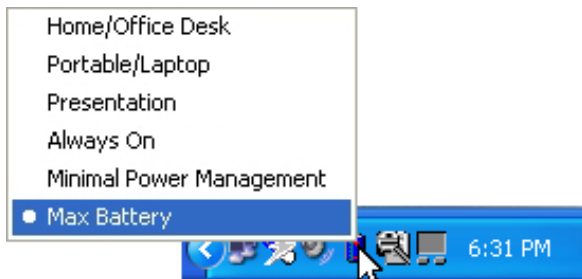 Home/Office Desk
Portable/Laptop
Presentation
Always On
Minimal Power Management
Max Battery
6:31 PM